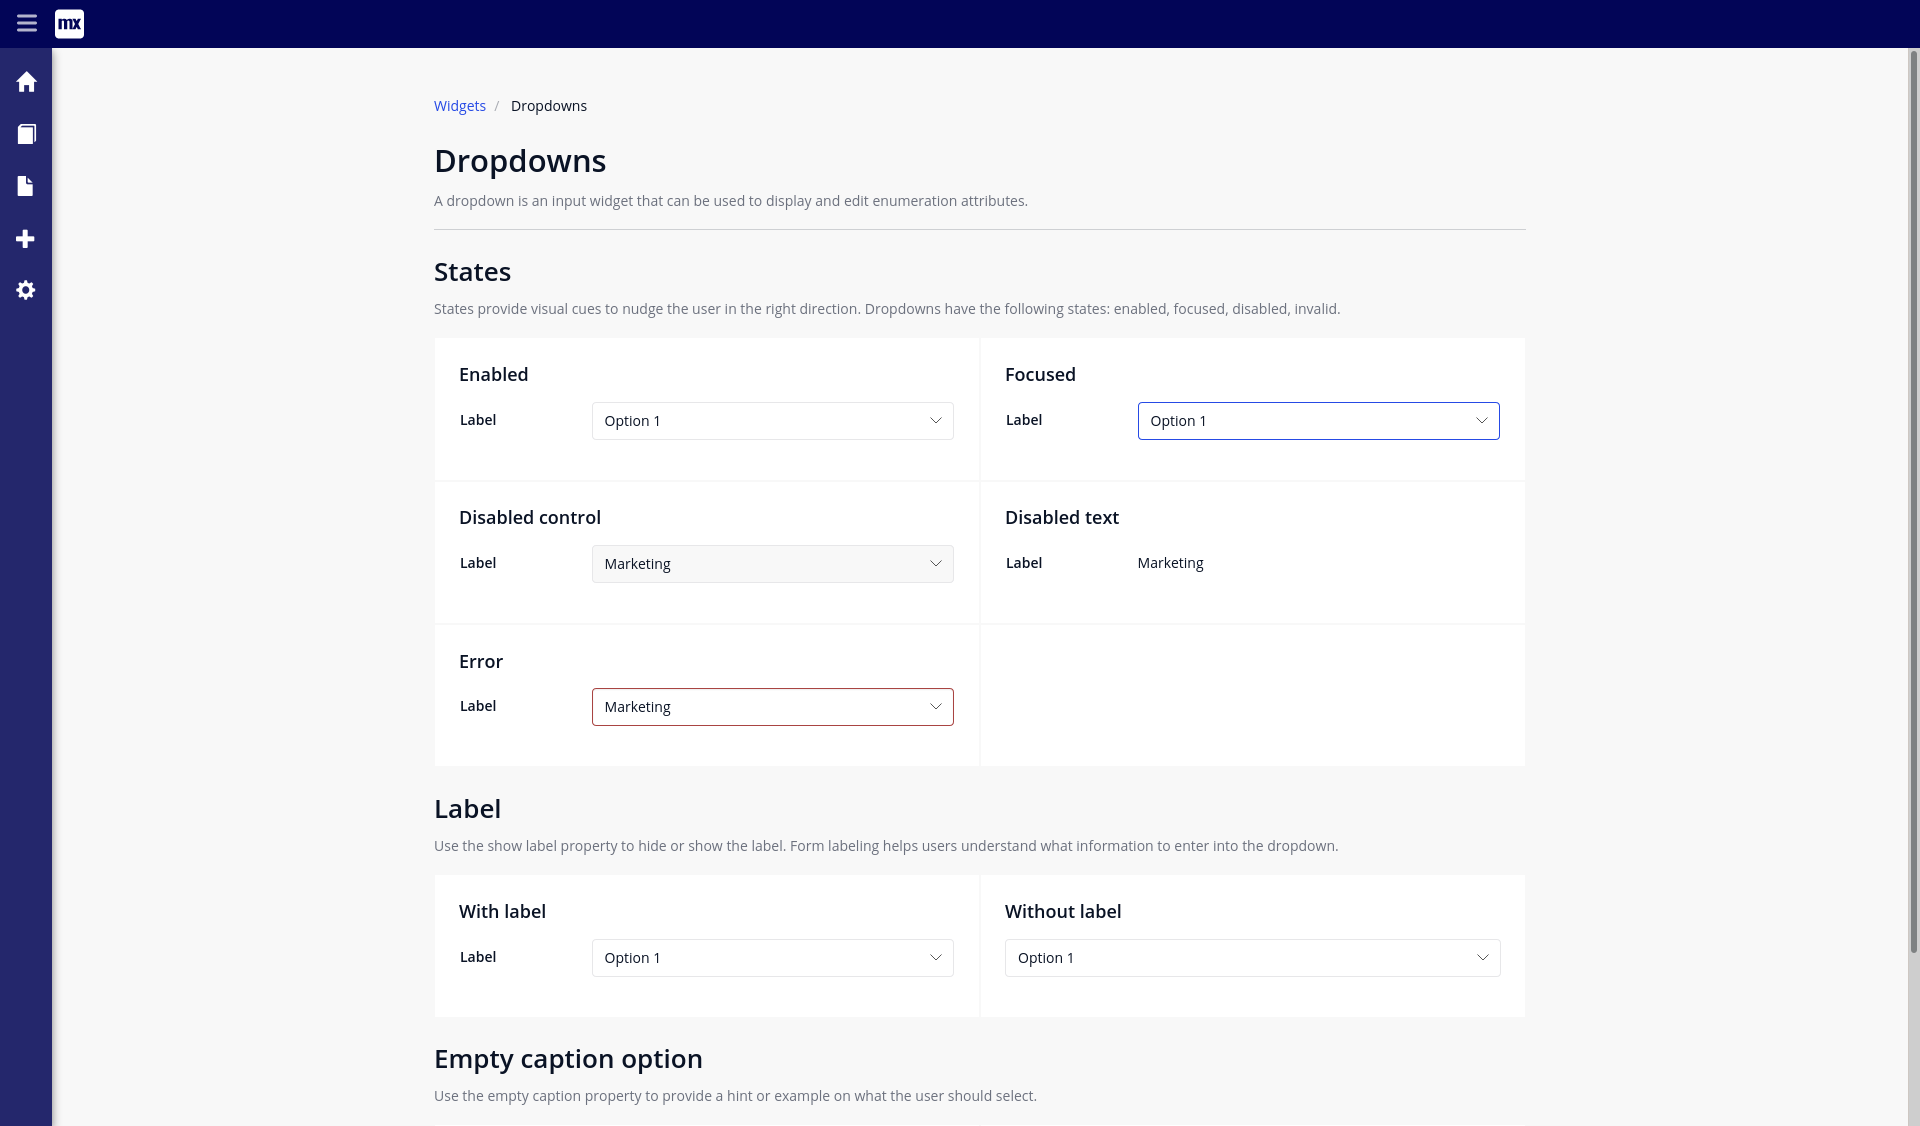 mx
Widgets / Dropdowns
Dropdowns
A dropdown is an input widget that can be used to display and edit enumeration attributes.
States
States provide visual cues to nudge the user in the right direction. Dropdowns have the following states: enabled, focused, disabled, invalid.
Enabled
Label Option 1
Focused
Label Option 1
Disabled control
Label Marketing
Disabled text
Label Marketing
Error
Label Marketing
Label
Use the show label property to hide or show the label. Form labeling helps users understand what information to enter into the dropdown.
With label
Label Option 1
Without label
Option 1
Empty caption option
Use the empty caption property to provide a hint or example on what the user should select.